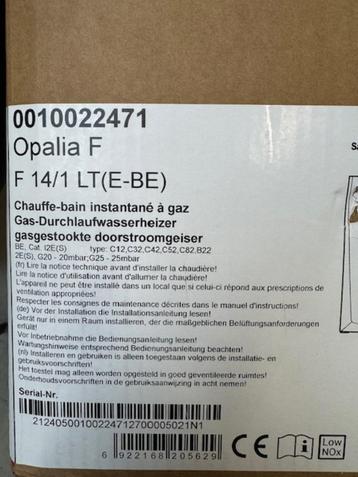 0010022471
Opalia F
F 14/1 LT(E-BE)
Chauffe-bain instantané à gaz
Gas-Durchlaufwasserheizer
gasgestookte doorstroomgeiser
BE, Cat. I2E(S) type: C12,C32,C42,C52,C82,B22
2E(S), G20 - 20mbar;G25 - 25mbar
(fr) Lire la notice technique avant d'installer la chaudière!
Lire la notice d'utilisation avant d'allumer la chaudière!
L'appareil ne peut être installé dans un local que si celui-ci répond aux prescriptions de
ventilation appropriées!
Respecter les consignes de maintenance décrites dans le manuel d'instructions!
(de) Vor der Installation die Installationsanleitung lesen!
Gerät nur in einem Raum installieren, der die maßgeblichen Belüftungsanforderungen
erfüllt!
Vor Inbetriebnahme die Bedienungsanleitung lesen!
Wartungshinweise entsprechend Bedienungsanleitung beachten!
(nl) Installeren en gebruiken is alleen toegestaan volgens de installatie- en
gebruiksaanwijzing!
Het toestel mag alleen worden opgesteld in goed geventileerde ruimtes!
Onderhoudsvoorschriften in de gebruiksaanwijzing in acht nemen!
Serial-Nr.
21240500100224712700005021N1
6 922168 205629
CE
i
Low
NOx